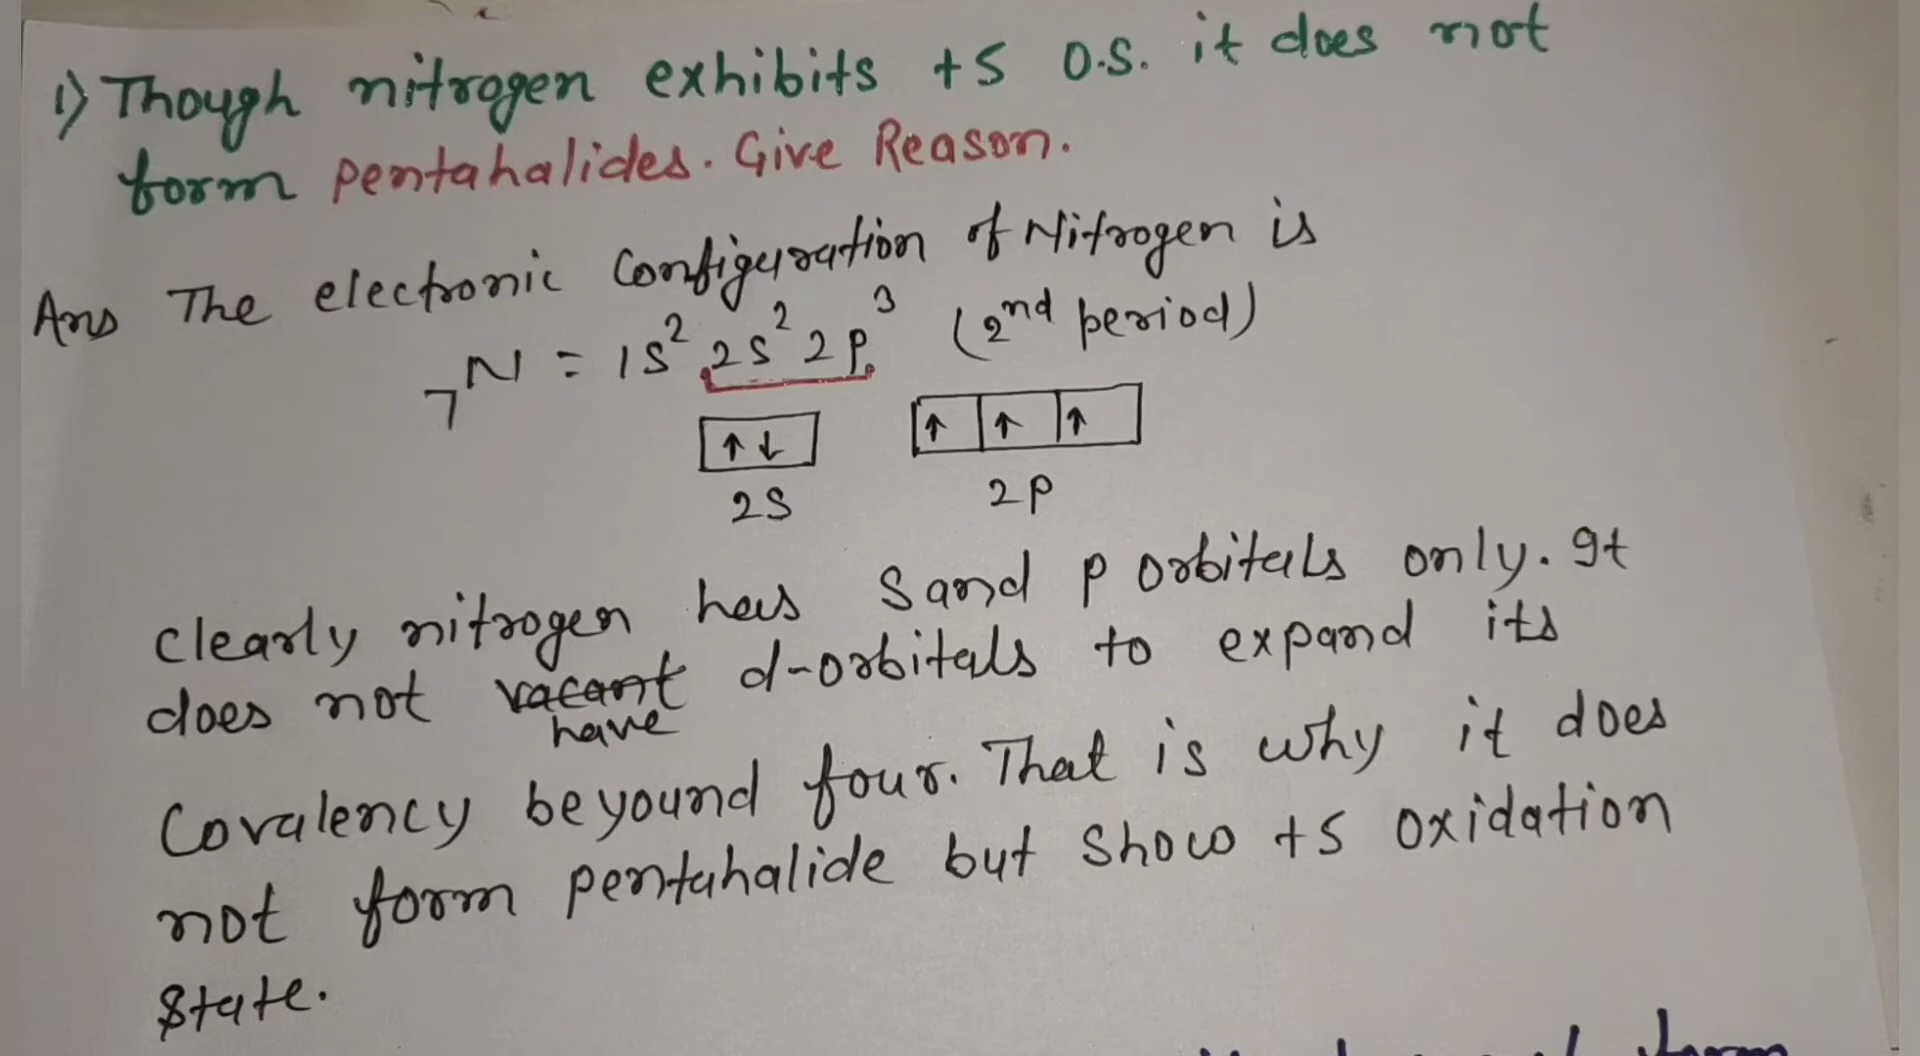 1) Though nitrogen exhibits +5 O.S. it does not
form pentahalides. Give Reason.
Ans The electronic Configuration of Nitrogen is
₇N = 1s² 2s² 2p³ (2nd period)
↑↓ ↑ ↑ ↑
2S 2P
Clearly nitrogen has S and p orbitals only. It
does not vacant d-orbitals to expand its
have
Covalency beyound four. That is why it does
not form pentahalide but show +5 oxidation
State.
form